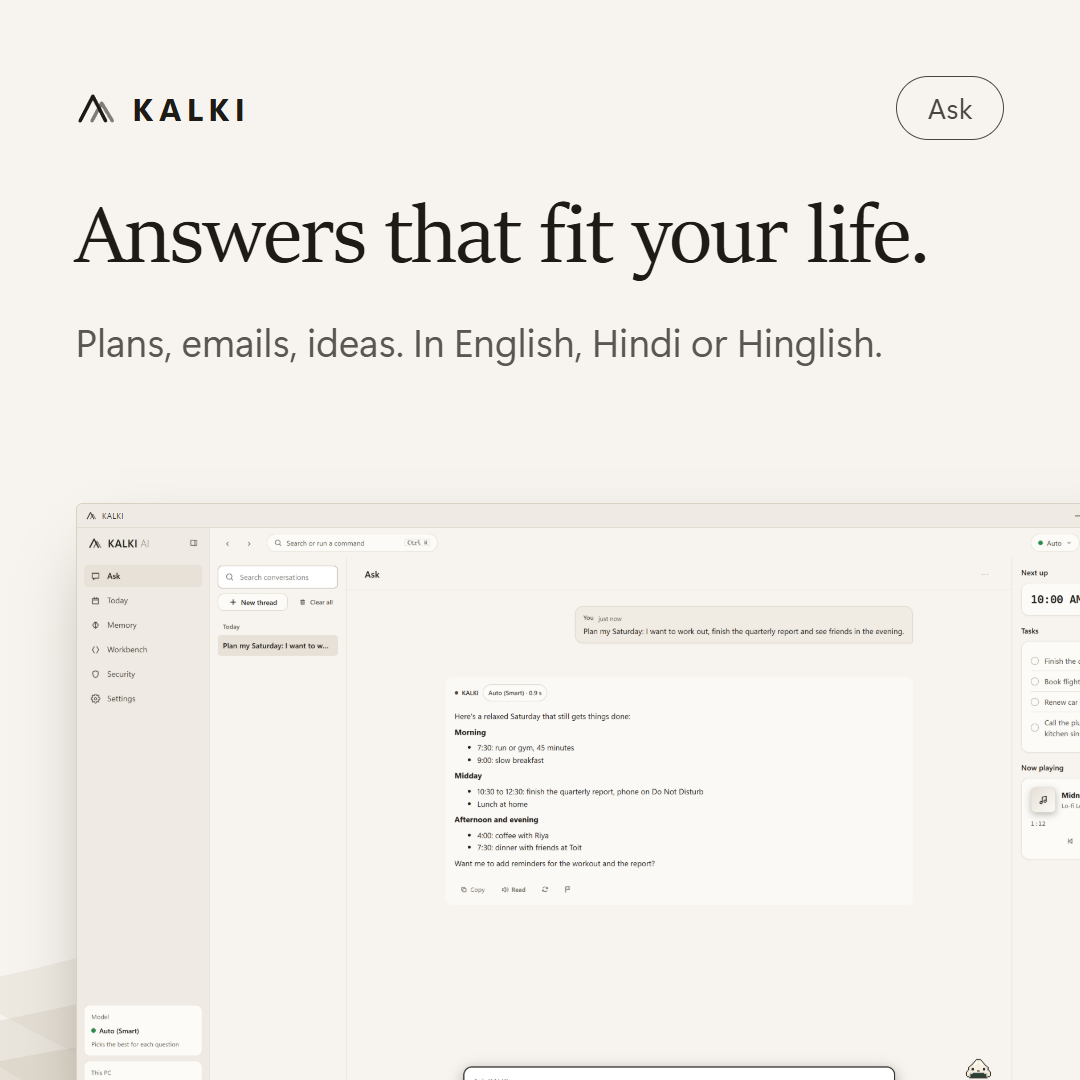 KALKI
Ask
Answers that fit your life.
Plans, emails, ideas. In English, Hindi or Hinglish.
KALKI
KALKI AI
Search or run a command
Ctrl K
Auto
Ask
Today
Memory
Workbench
Security
Settings
Model
Auto (Smart)
Picks the best for each question
This PC
Search conversations
New thread
Clear all
Today
Plan my Saturday: I want to w...
Ask
You just now
Plan my Saturday: I want to work out, finish the quarterly report and see friends in the evening.
KALKI Auto (Smart) · 0.9 s
Here's a relaxed Saturday that still gets things done:
Morning
7:30: run or gym, 45 minutes
9:00: slow breakfast
Midday
10:30 to 12:30: finish the quarterly report, phone on Do Not Disturb
Lunch at home
Afternoon and evening
4:00: coffee with Riya
7:30: dinner with friends at Toit
Want me to add reminders for the workout and the report?
Copy
Read
Next up
10:00 AM
Tasks
Finish the
Book flight
Renew car
Call the
kitchen
Now playing
1:12